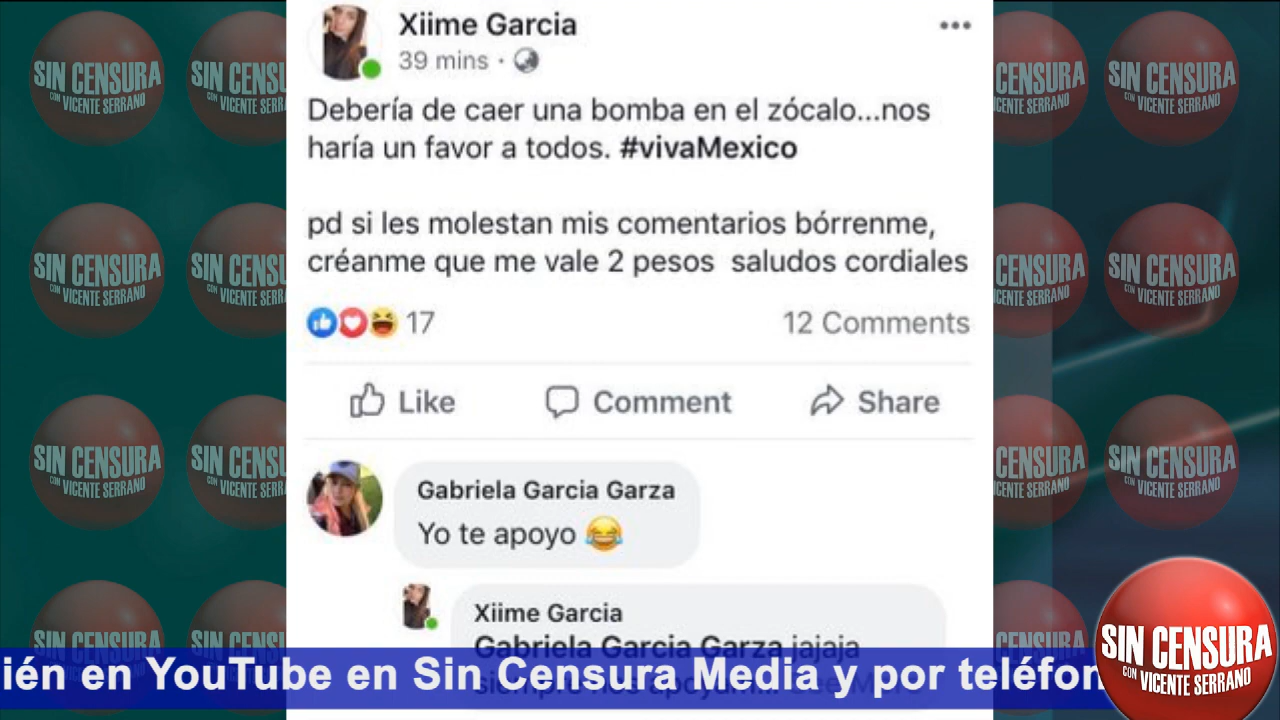 Xiime Garcia
39 mins ·
Debería de caer una bomba en el zócalo...nos
haría un favor a todos. #vivaMexico
pd si les molestan mis comentarios bórrenme,
créanme que me vale 2 pesos saludos cordiales
17
12 Comments
Like
Comment
Share
Gabriela Garcia Garza
Yo te apoyo 😂
Xiime Garcia
Gabriela Garcia Garza jajaja
ién en YouTube en Sin Censura Media y por teléfon
SIN CENSURA
CON VICENTE SERRANO